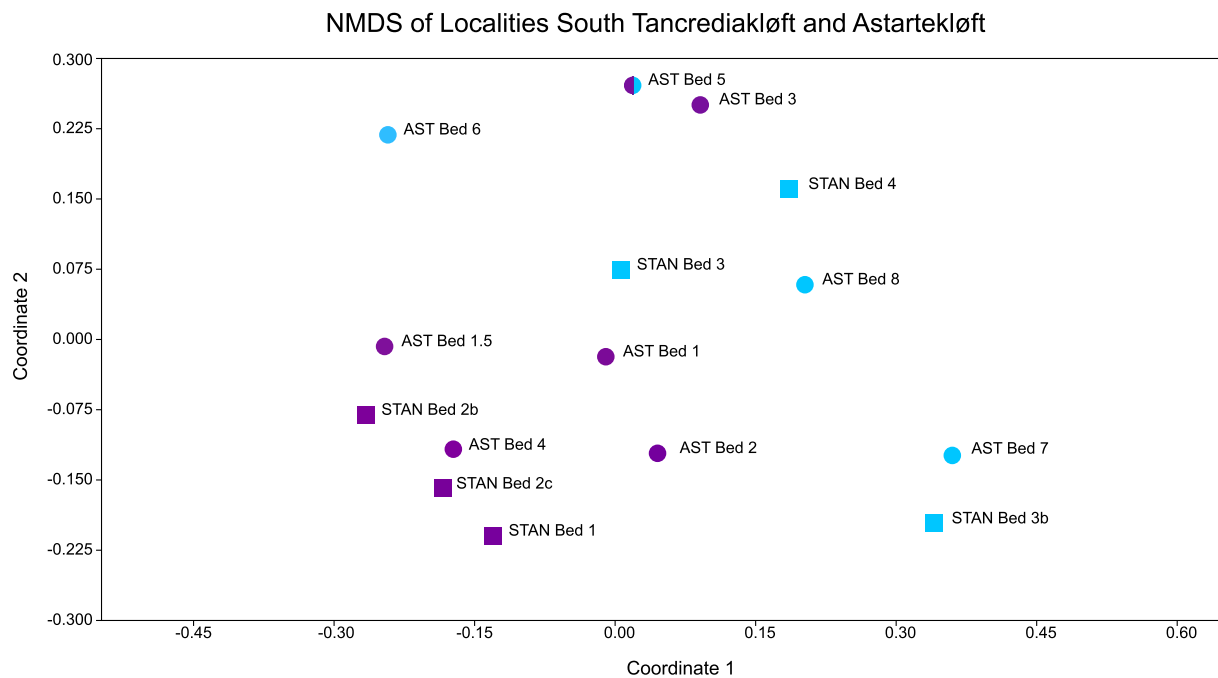 NMDS of Localities South Tancrediakløft and Astartekløft
0.300
AST Bed 5
AST Bed 3
0.225
AST Bed 6
STAN Bed 4
0.150
STAN Bed 3
0.075
AST Bed 8
Coordinate 2
0.000
AST Bed 1.5
AST Bed 1
-0.075
STAN Bed 2b
AST Bed 4
AST Bed 2
AST Bed 7
-0.150
STAN Bed 2c
STAN Bed 3b
STAN Bed 1
-0.225
-0.300
-0.45 -0.30 -0.15 0.00 0.15 0.30 0.45 0.60
Coordinate 1